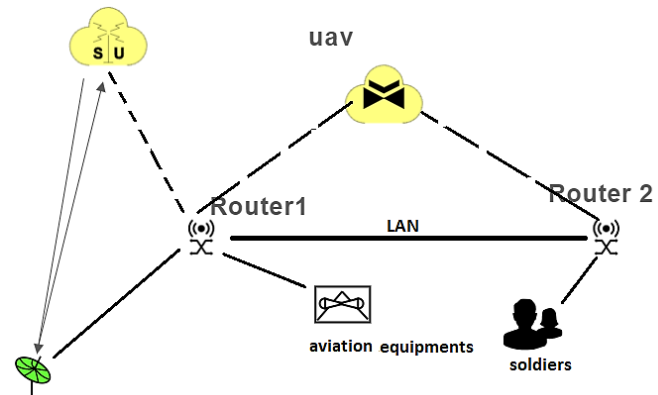 uav
S U
Router1
Router 2
LAN
aviation equipments
soldiers